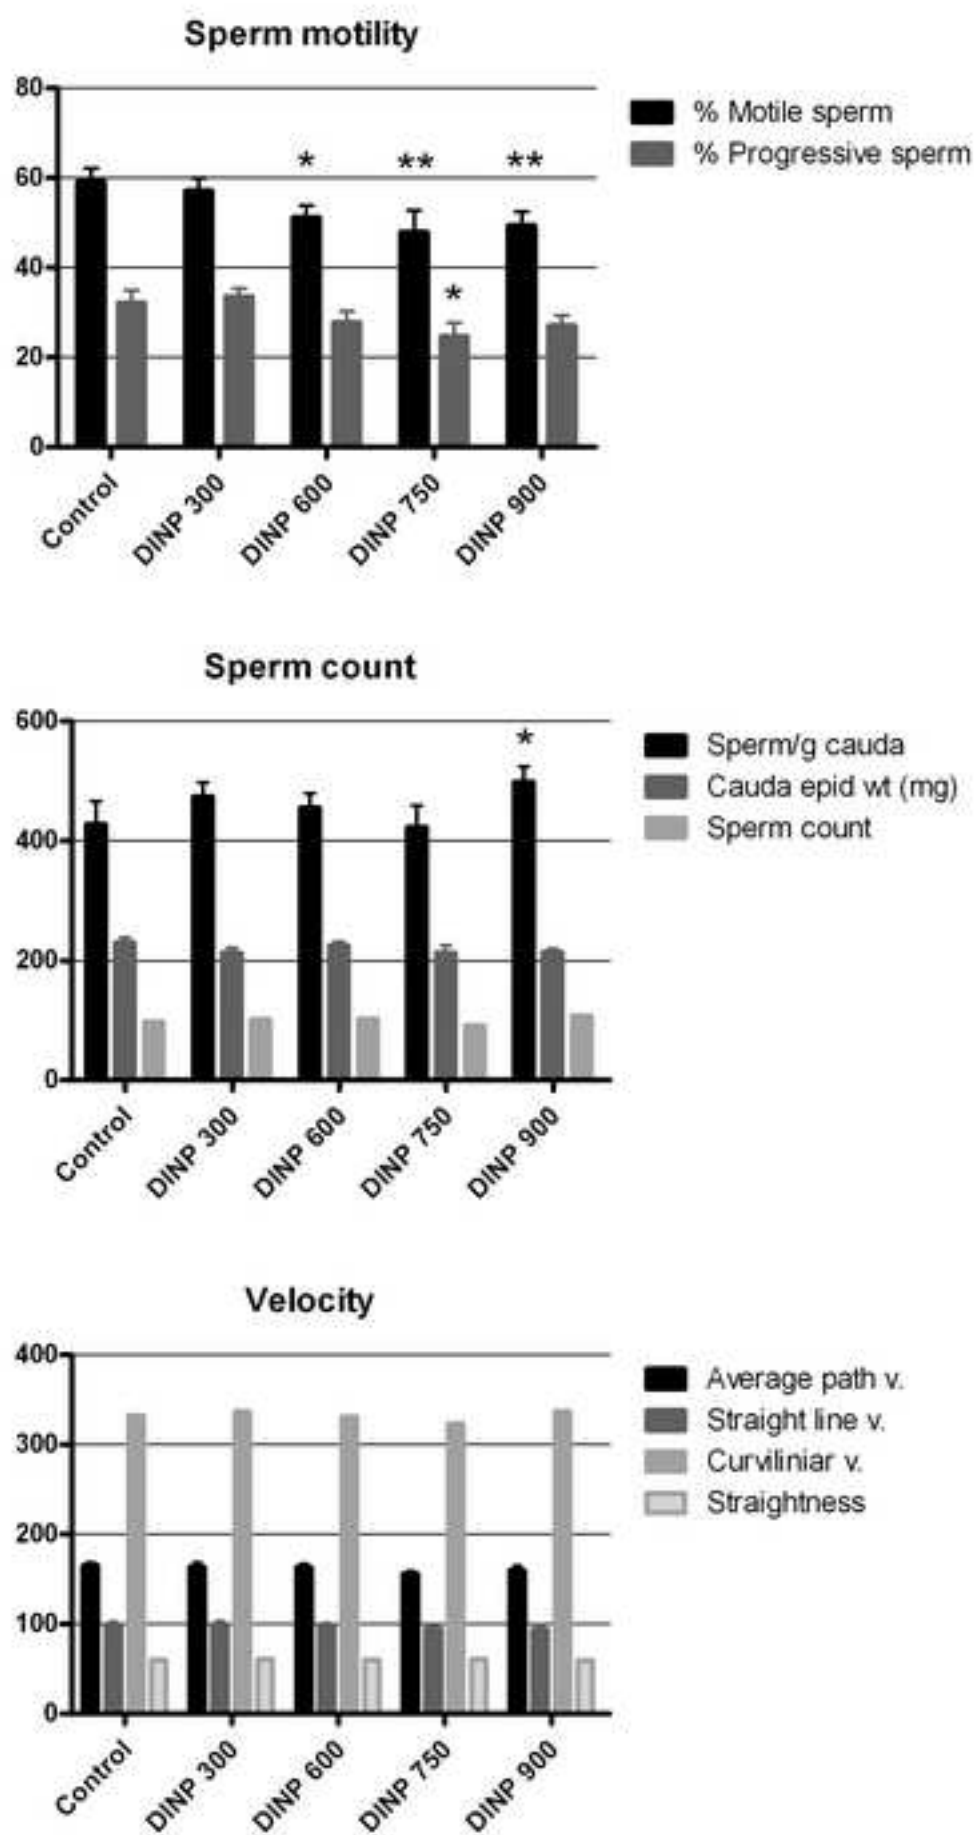 Sperm motility
80
60
40
20
0
* ** **
*
% Motile sperm
% Progressive sperm
Control
DINP 300
DINP 600
DINP 750
DINP 900
Sperm count
600
400
200
0
*
Sperm/g cauda
Cauda epid wt (mg)
Sperm count
Control
DINP 300
DINP 600
DINP 750
DINP 900
Velocity
400
300
200
100
0
Average path v.
Straight line v.
Curviliniar v.
Straightness
Control
DINP 300
DINP 600
DINP 750
DINP 900